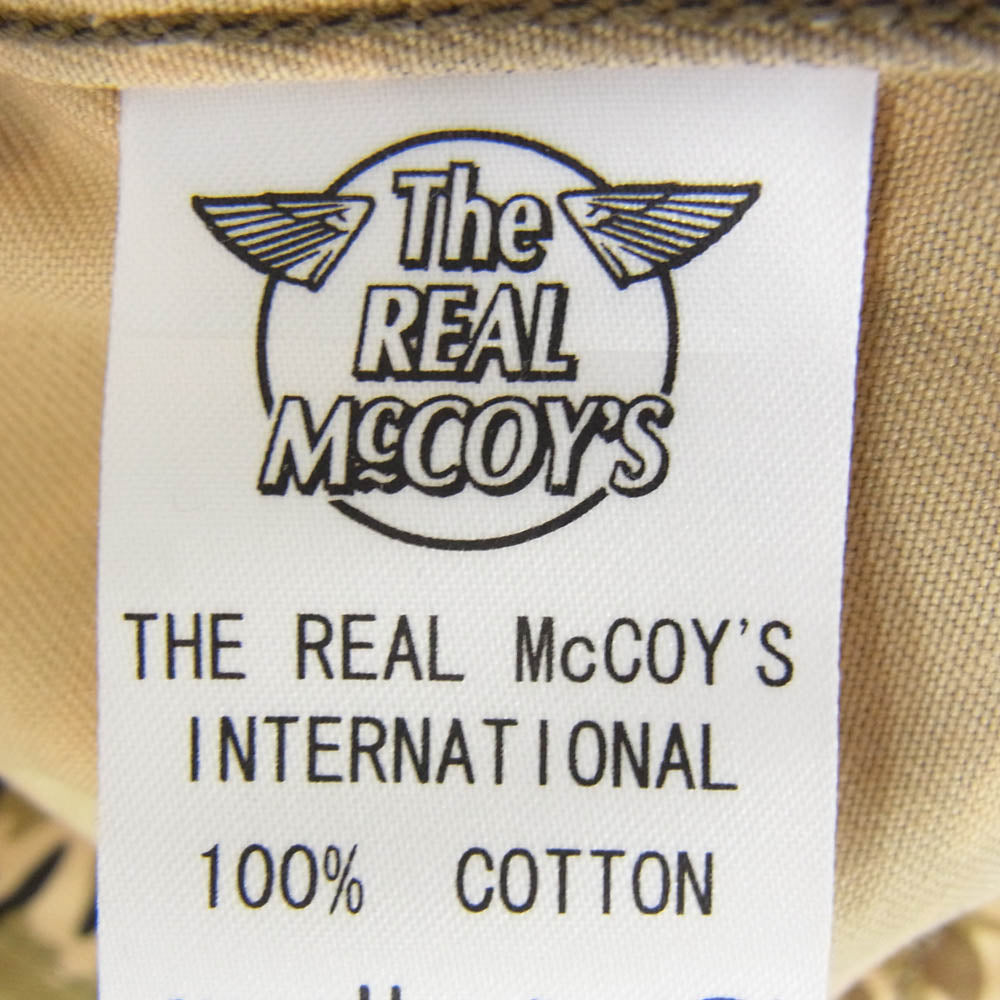 The
REAL
McCOY'S
THE REAL McCOY'S
INTERNATIONAL
100% COTTON